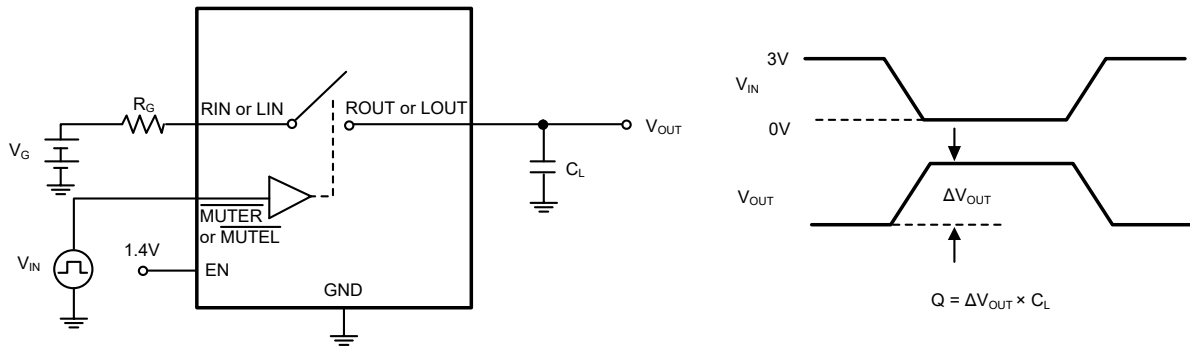 RG
RIN or LIN
ROUT or LOUT
VOUT
VG
CL
MUTER
or MUTEL
1.4V
EN
VIN
GND
3V
VIN
0V
VOUT
ΔVOUT
Q = ΔVOUT × CL